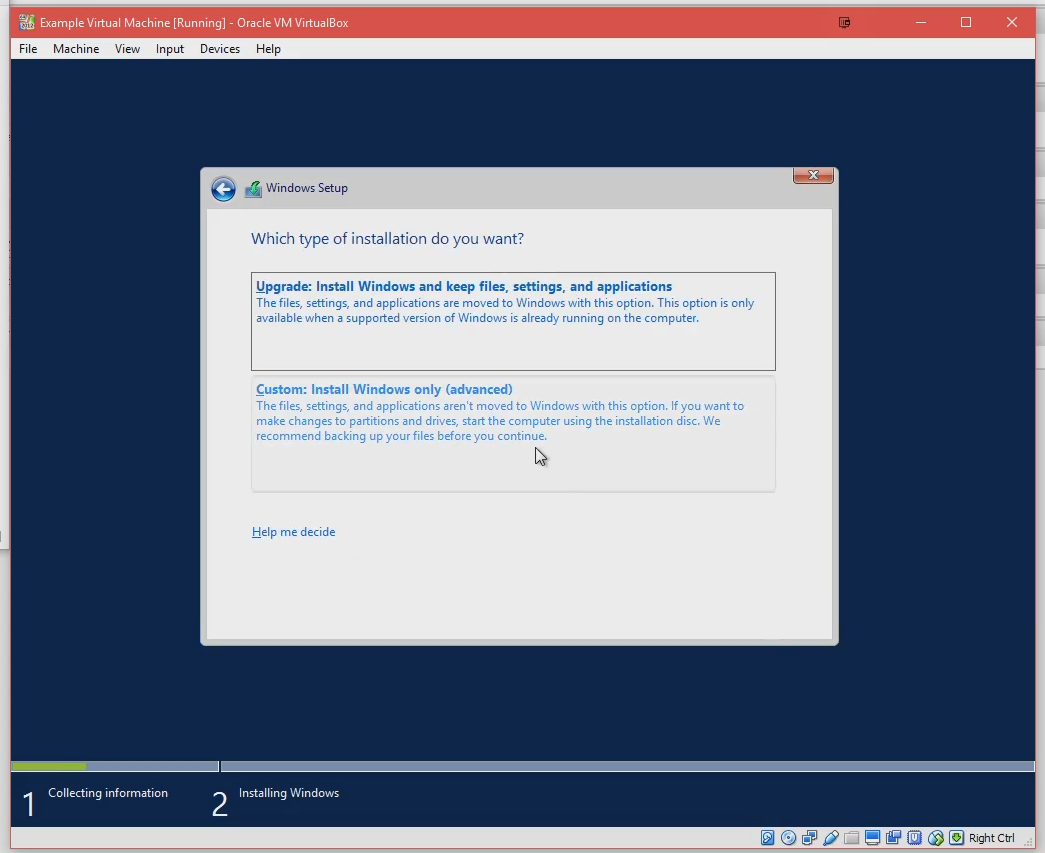 Example Virtual Machine [Running] - Oracle VM VirtualBox
File Machine View Input Devices Help
Windows Setup
Which type of installation do you want?
Upgrade: Install Windows and keep files, settings, and applications
The files, settings, and applications are moved to Windows with this option. This option is only
available when a supported version of Windows is already running on the computer.
Custom: Install Windows only (advanced)
The files, settings, and applications aren't moved to Windows with this option. If you want to
make changes to partitions and drives, start the computer using the installation disc. We
recommend backing up your files before you continue.
Help me decide
1 Collecting information 2 Installing Windows
Right Ctrl